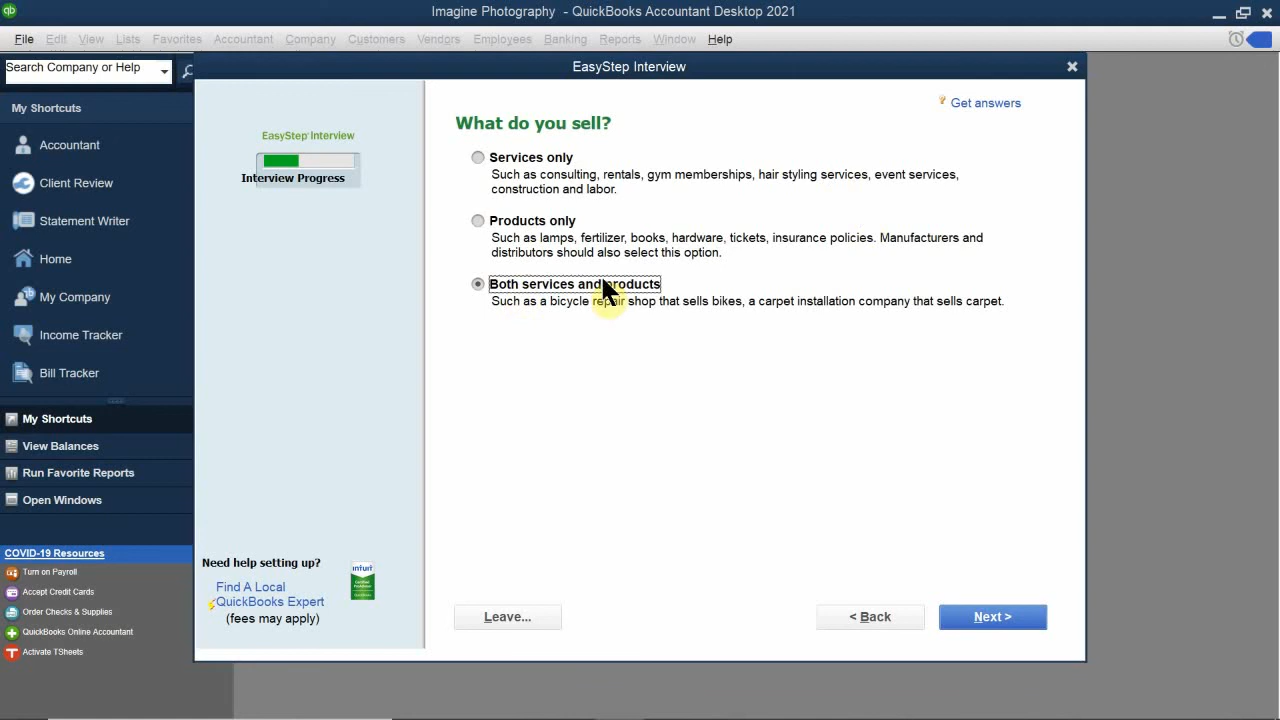 Imagine Photography - QuickBooks Accountant Desktop 2021
File Edit View Lists Favorites Accountant Company Customers Vendors Employees Banking Reports Window Help
Search Company or Help
EasyStep Interview
My Shortcuts
Accountant
Client Review
Statement Writer
Home
My Company
Income Tracker
Bill Tracker
My Shortcuts
View Balances
Run Favorite Reports
Open Windows
COVID-19 Resources
Turn on Payroll
Accept Credit Cards
Order Checks & Supplies
QuickBooks Online Accountant
Activate TSheets
EasyStep Interview
Interview Progress
Need help setting up?
Find A Local
QuickBooks Expert
(fees may apply)
intuit
Get answers
What do you sell?
Services only
Such as consulting, rentals, gym memberships, hair styling services, event services,
construction and labor.
Products only
Such as lamps, fertilizer, books, hardware, tickets, insurance policies. Manufacturers and
distributors should also select this option.
Both services and products
Such as a bicycle repair shop that sells bikes, a carpet installation company that sells carpet.
Leave...
< Back
Next >